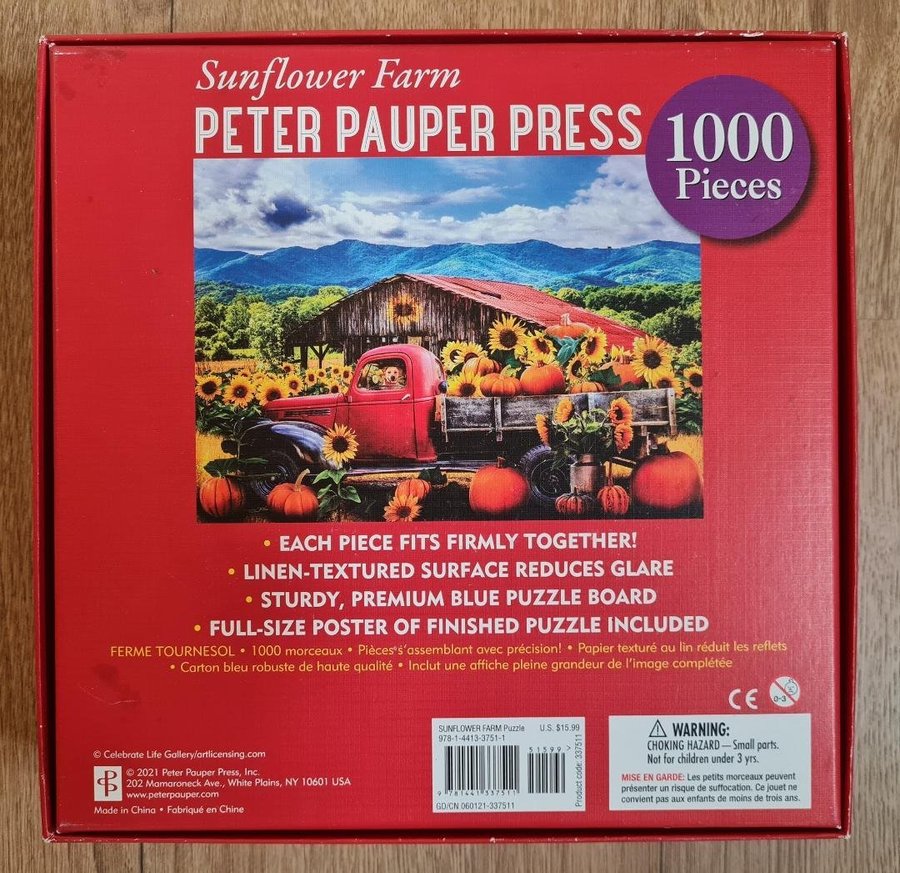 Sunflower Farm
PETER PAUPER PRESS
1000
Pieces
• EACH PIECE FITS FIRMLY TOGETHER!
• LINEN-TEXTURED SURFACE REDUCES GLARE
• STURDY, PREMIUM BLUE PUZZLE BOARD
• FULL-SIZE POSTER OF FINISHED PUZZLE INCLUDED
FERME TOURNESOL • 1000 morceaux • Pièces s'assemblant avec précision! • Papier texturé au lin réduit les reflets
• Carton bleu robuste de haute qualité • Inclut une affiche pleine grandeur de l'image complétée
CE
0-3
© Celebrate Life Gallery/artlicensing.com
© 2021 Peter Pauper Press, Inc.
202 Mamaroneck Ave., White Plains, NY 10601 USA
www.peterpauper.com
Made in China • Fabriqué en Chine
SUNFLOWER FARM Puzzle U.S. $15.99
978-1-4413-3751-1
51599>
9 781441 337511
GD/CN 060121-337511
Product code: 337511
WARNING:
CHOKING HAZARD — Small parts.
Not for children under 3 yrs.
MISE EN GARDE: Les petits morceaux peuvent
présenter un risque de suffocation. Ce jouet ne
convient pas aux enfants de moins de trois ans.